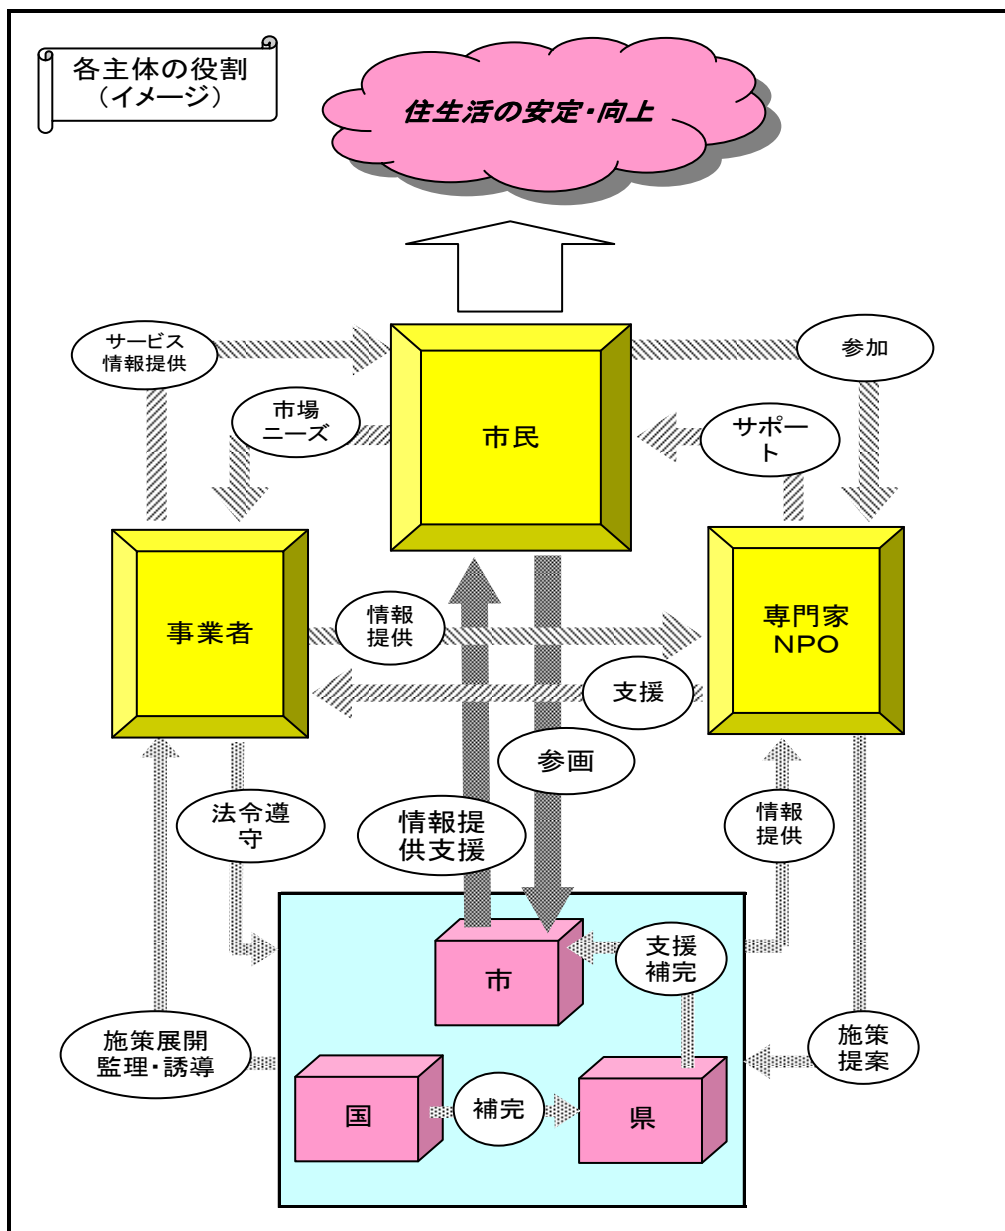 各主体の役割
（イメージ）
住生活の安定・向上
サービス
情報提供
参加
市場
ニーズ
市民
サポー
ト
事業者
情報
提供
専門家
NPO
支援
参画
法令遵
守
情報提
供支援
情報
提供
市
支援
補完
施策展開
監理・誘導
施策
提案
国
補完
県